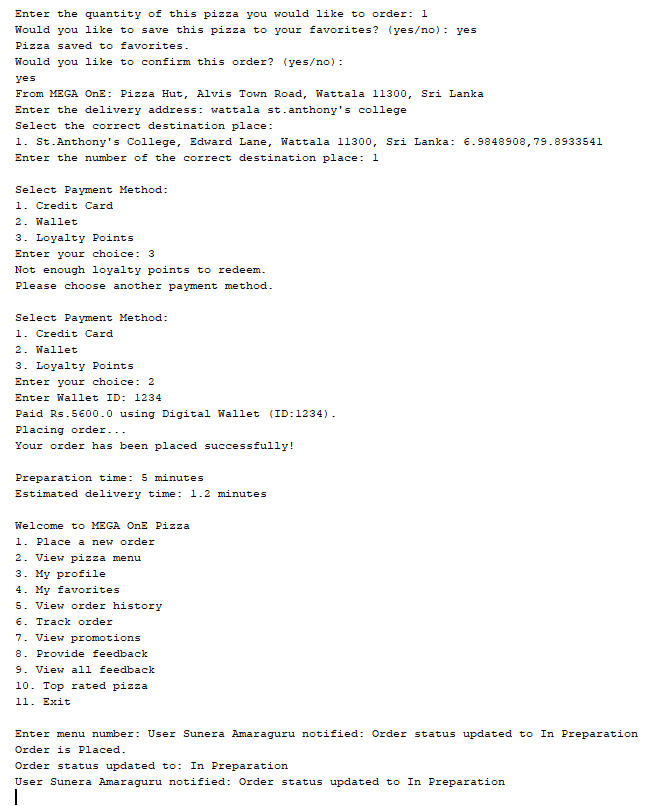 Enter the quantity of this pizza you would like to order: 1
Would you like to save this pizza to your favorites? (yes/no): yes
Pizza saved to favorites.
Would you like to confirm this order? (yes/no):
yes
From MEGA OnE: Pizza Hut, Alvis Town Road, Wattala 11300, Sri Lanka
Enter the delivery address: wattala st.anthony's college
Select the correct destination place:
1. St.Anthony's College, Edward Lane, Wattala 11300, Sri Lanka: 6.9848908,79.8933541
Enter the number of the correct destination place: 1

Select Payment Method:
1. Credit Card
2. Wallet
3. Loyalty Points
Enter your choice: 3
Not enough loyalty points to redeem.
Please choose another payment method.

Select Payment Method:
1. Credit Card
2. Wallet
3. Loyalty Points
Enter your choice: 2
Enter Wallet ID: 1234
Paid Rs.5600.0 using Digital Wallet (ID:1234).
Placing order...
Your order has been placed successfully!

Preparation time: 5 minutes
Estimated delivery time: 1.2 minutes

Welcome to MEGA OnE Pizza
1. Place a new order
2. View pizza menu
3. My profile
4. My favorites
5. View order history
6. Track order
7. View promotions
8. Provide feedback
9. View all feedback
10. Top rated pizza
11. Exit

Enter menu number: User Sunera Amaraguru notified: Order status updated to In Preparation
Order is Placed.
Order status updated to: In Preparation
User Sunera Amaraguru notified: Order status updated to In Preparation